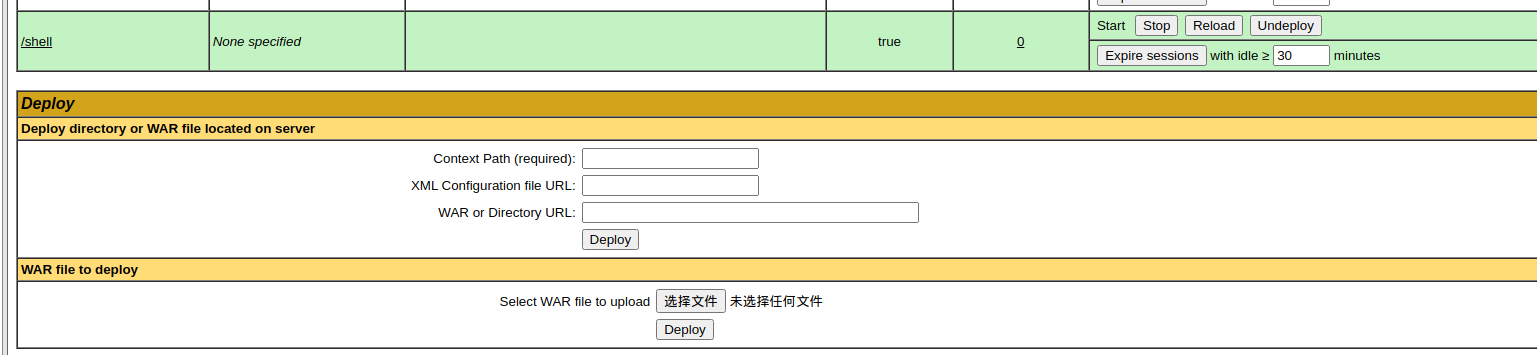 /shell None specified true 0 Start Stop Reload Undeploy
Expire sessions with idle ≥ 30 minutes
Deploy
Deploy directory or WAR file located on server
Context Path (required):
XML Configuration file URL:
WAR or Directory URL:
Deploy
WAR file to deploy
Select WAR file to upload 选择文件 未选择任何文件
Deploy